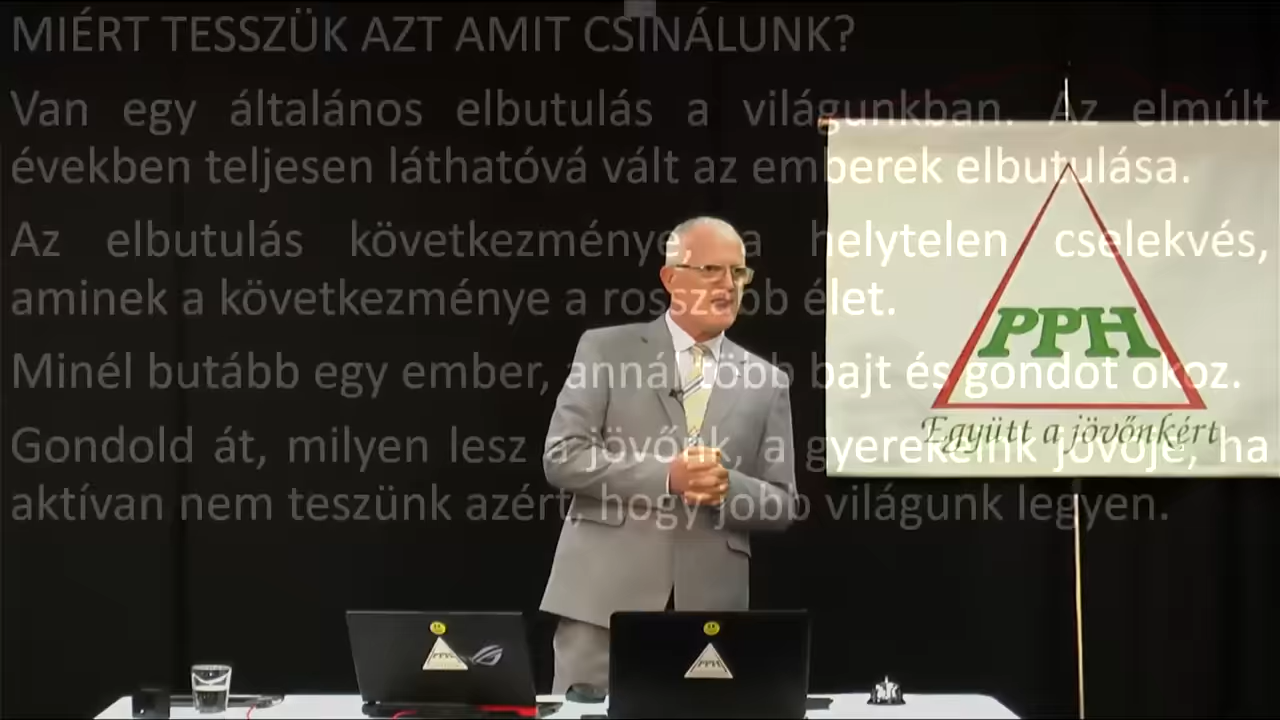 MIÉRT TESSZÜK AZT AMIT CSINÁLUNK?
Van egy általános elbutulás a világunkban. Az elmúlt
években teljesen láthatóvá vált az emberek elbutulása.
Az elbutulás következménye, a helytelen cselekvés,
aminek a következménye a rosszabb élet.
Minél butább egy ember, annál több bajt és gondot okoz.
Gondold át, milyen lesz a jövőnk, a gyerekeink jövője, ha
aktívan nem teszünk azért, hogy jobb világunk legyen.
PPH
Együtt a jövőnkért
PPH